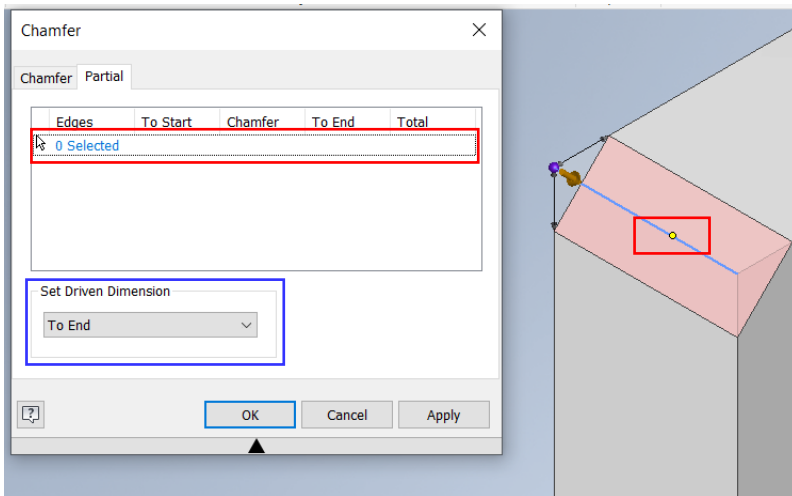 Chamfer
Chamfer Partial
Edges To Start Chamfer To End Total
0 Selected
Set Driven Dimension
To End
? OK Cancel Apply